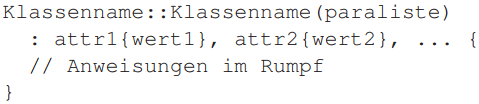 Klassenname::Klassenname(paraliste)
  : attr1{wert1}, attr2{wert2}, ... {
  // Anweisungen im Rumpf
}